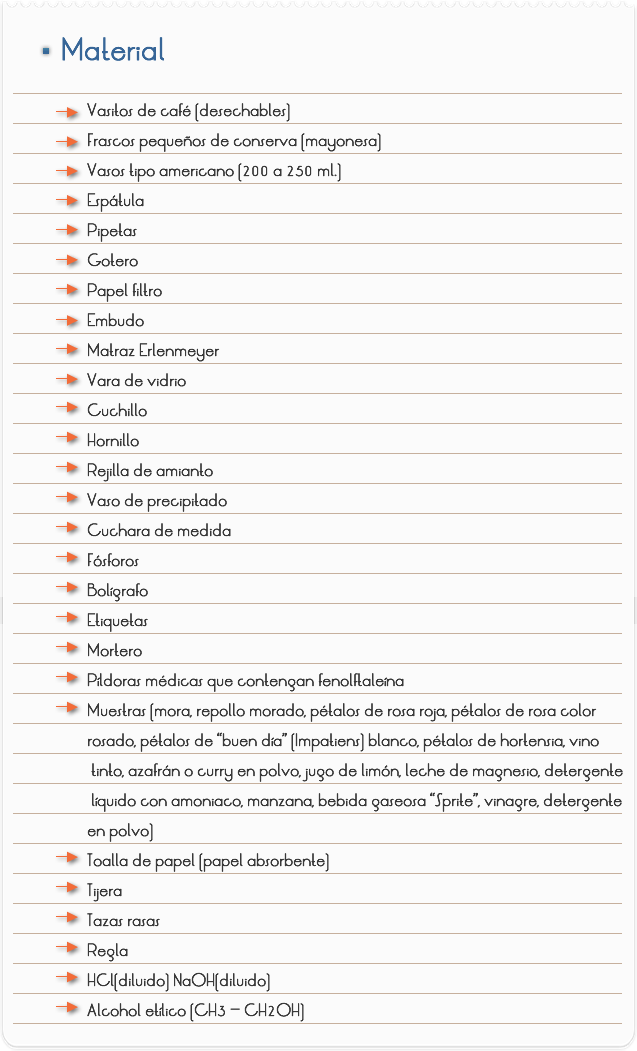 Material
Vasitos de café (desechables)
Frascos pequeños de conserva (mayonesa)
Vasos tipo americano (200 a 250 ml.)
Espátula
Pipetas
Gotero
Papel filtro
Embudo
Matraz Erlenmeyer
Vara de vidrio
Cuchillo
Hornillo
Rejilla de amianto
Vaso de precipitado
Cuchara de medida
Fósforos
Bolígrafo
Etiquetas
Mortero
Píldoras médicas que contengan fenolftaleína
Muestras (mora, repollo morado, pétalos de rosa roja, pétalos de rosa color
rosado, pétalos de “buen día” (Impatiens) blanco, pétalos de hortensia, vino
tinto, azafrán o curry en polvo, jugo de limón, leche de magnesio, detergente
líquido con amoniaco, manzana, bebida gaseosa “Sprite”, vinagre, detergente
en polvo)
Toalla de papel (papel absorbente)
Tijera
Tazas rasas
Regla
HCl(diluido) NaOH(diluido)
Alcohol etílico (CH3 – CH2OH)